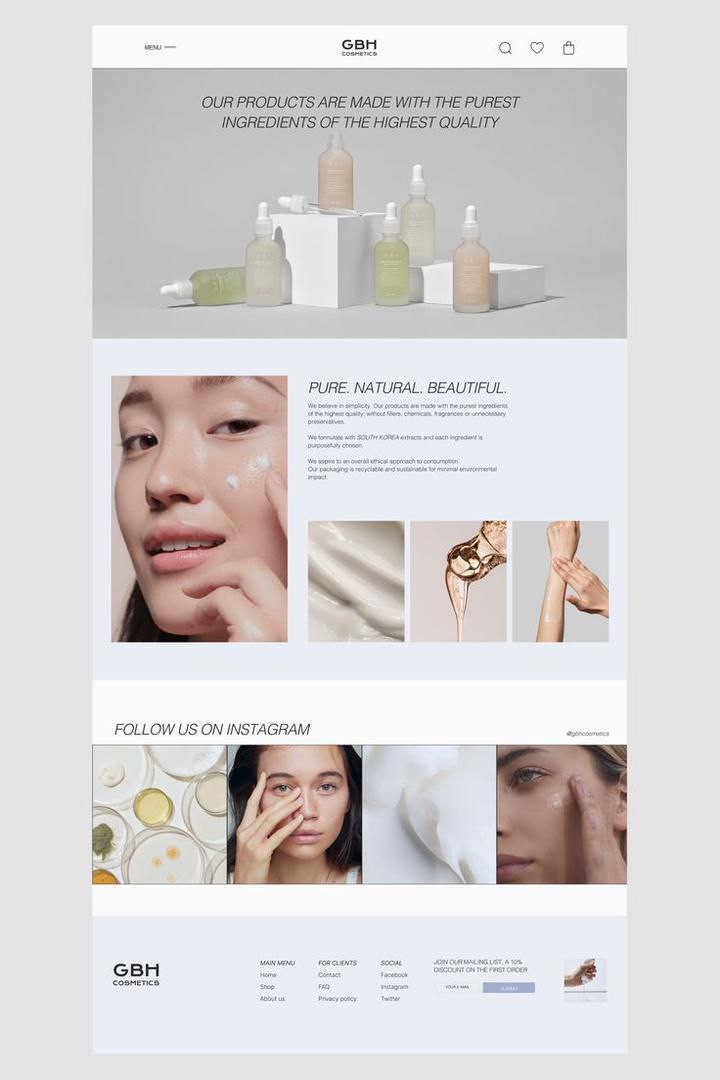 MENU
GBH
COSMETICS
OUR PRODUCTS ARE MADE WITH THE PUREST
INGREDIENTS OF THE HIGHEST QUALITY
PURE. NATURAL. BEAUTIFUL.
We believe in simplicity. Our products are made with the purest ingredients
of the highest quality; without fillers, chemicals, fragrances or unnecessary
preservatives.
We formulate with SOUTH KOREA extracts and each ingredient is
purposefully chosen.
We aspire to an overall ethical approach to consumption.
Our packaging is recyclable and sustainable for minimal environmental
impact.
FOLLOW US ON INSTAGRAM
@gbhcosmetics
GBH
COSMETICS
MAIN MENU
Home
Shop
About us
FOR CLIENTS
Contact
FAQ
Privacy policy
SOCIAL
Facebook
Instagram
Twitter
JOIN OUR MAILING LIST, A 10%
DISCOUNT ON THE FIRST ORDER
YOUR E-MAIL
SUBMIT